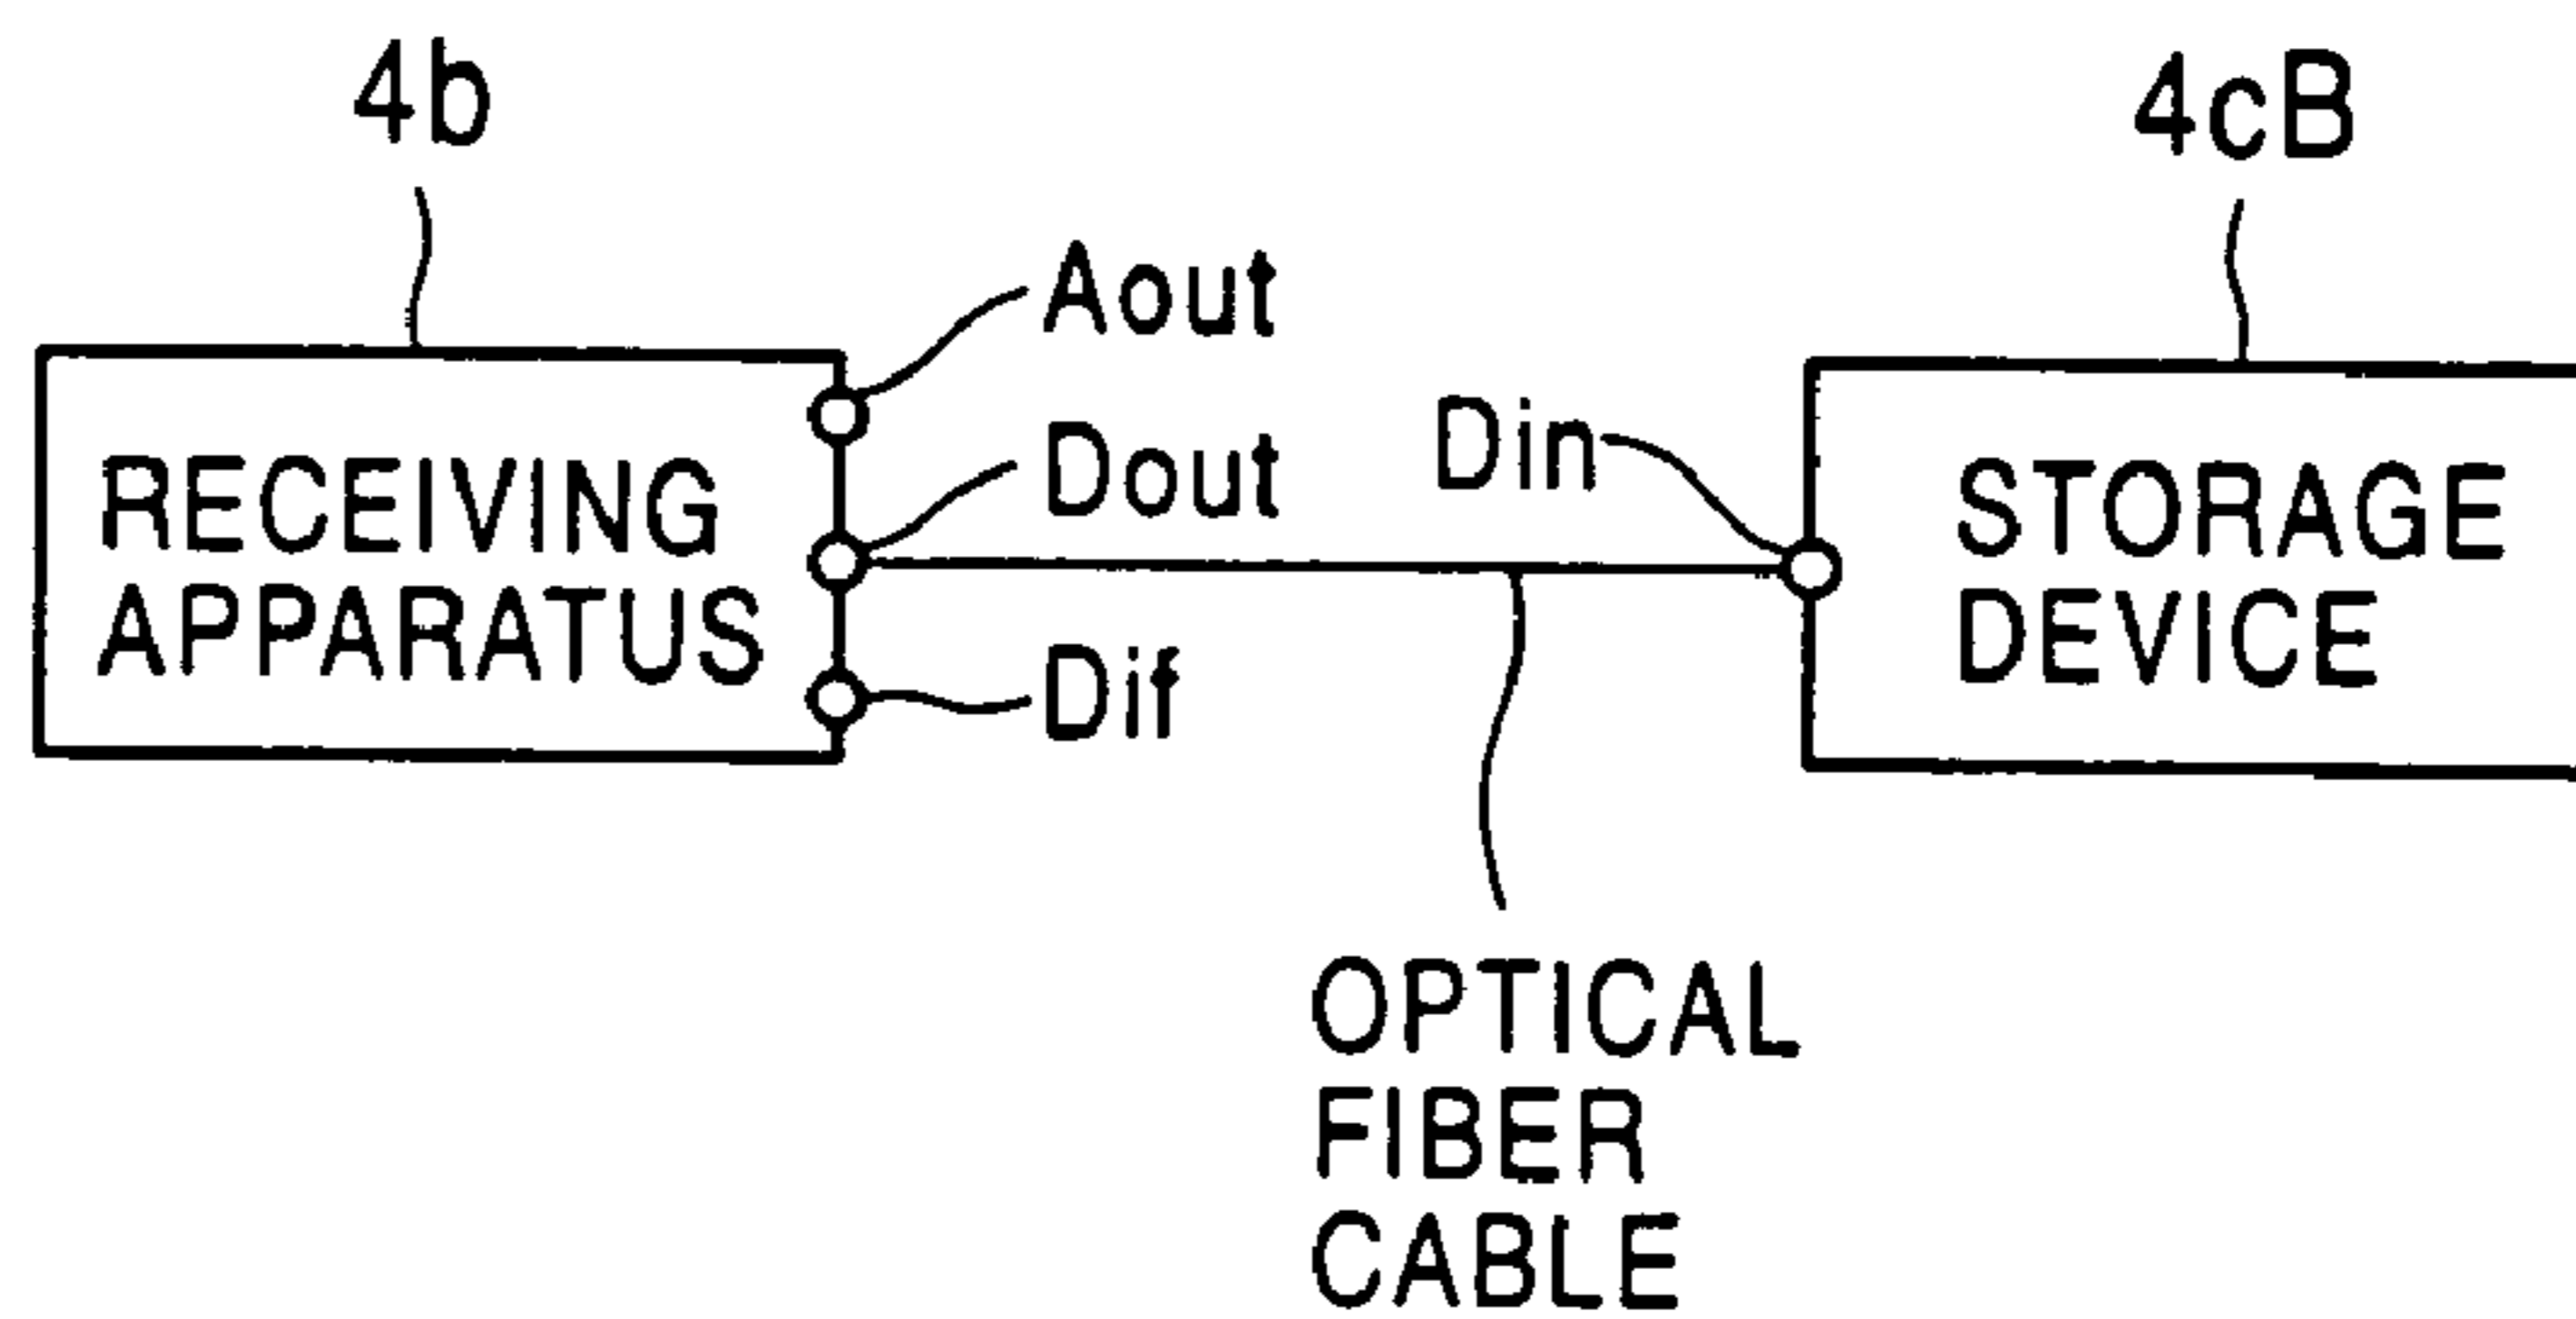 4b
4cB
Aout
Dout
Din
RECEIVING
APPARATUS
STORAGE
DEVICE
Dif
OPTICAL
FIBER
CABLE